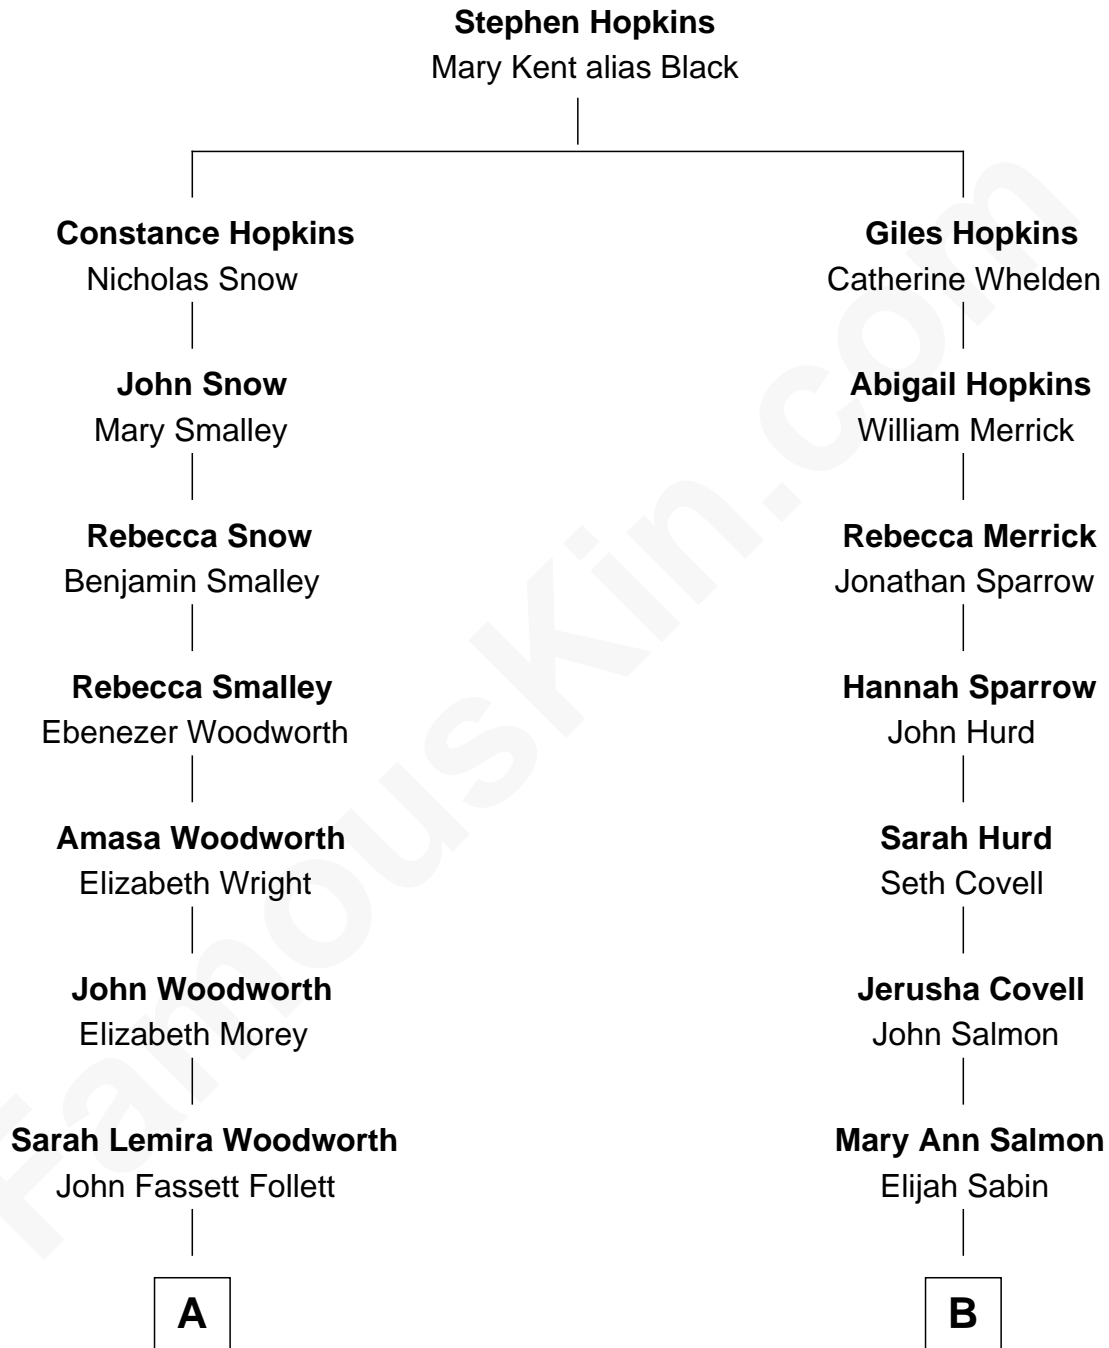 Stephen Hopkins
Mary Kent alias Black
Constance Hopkins
Nicholas Snow
John Snow
Mary Smalley
Rebecca Snow
Benjamin Smalley
Rebecca Smalley
Ebenezer Woodworth
Amasa Woodworth
Elizabeth Wright
John Woodworth
Elizabeth Morey
Sarah Lemira Woodworth
John Fassett Follett
A
Giles Hopkins
Catherine Whelden
Abigail Hopkins
William Merrick
Rebecca Merrick
Jonathan Sparrow
Hannah Sparrow
John Hurd
Sarah Hurd
Seth Covell
Jerusha Covell
John Salmon
Mary Ann Salmon
Elijah Sabin
B
FamousKin.com